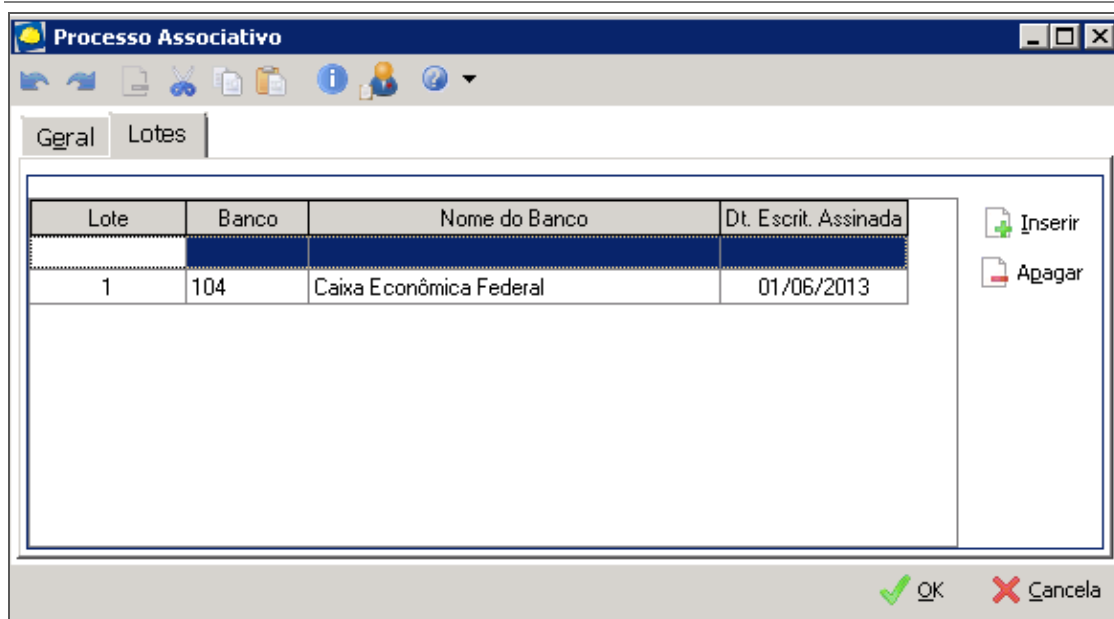 Processo Associativo
Geral Lotes
Lote Banco Nome do Banco Dt. Escrit. Assinada
1 104 Caixa Econômica Federal 01/06/2013
Inserir
Apagar
OK Cancela